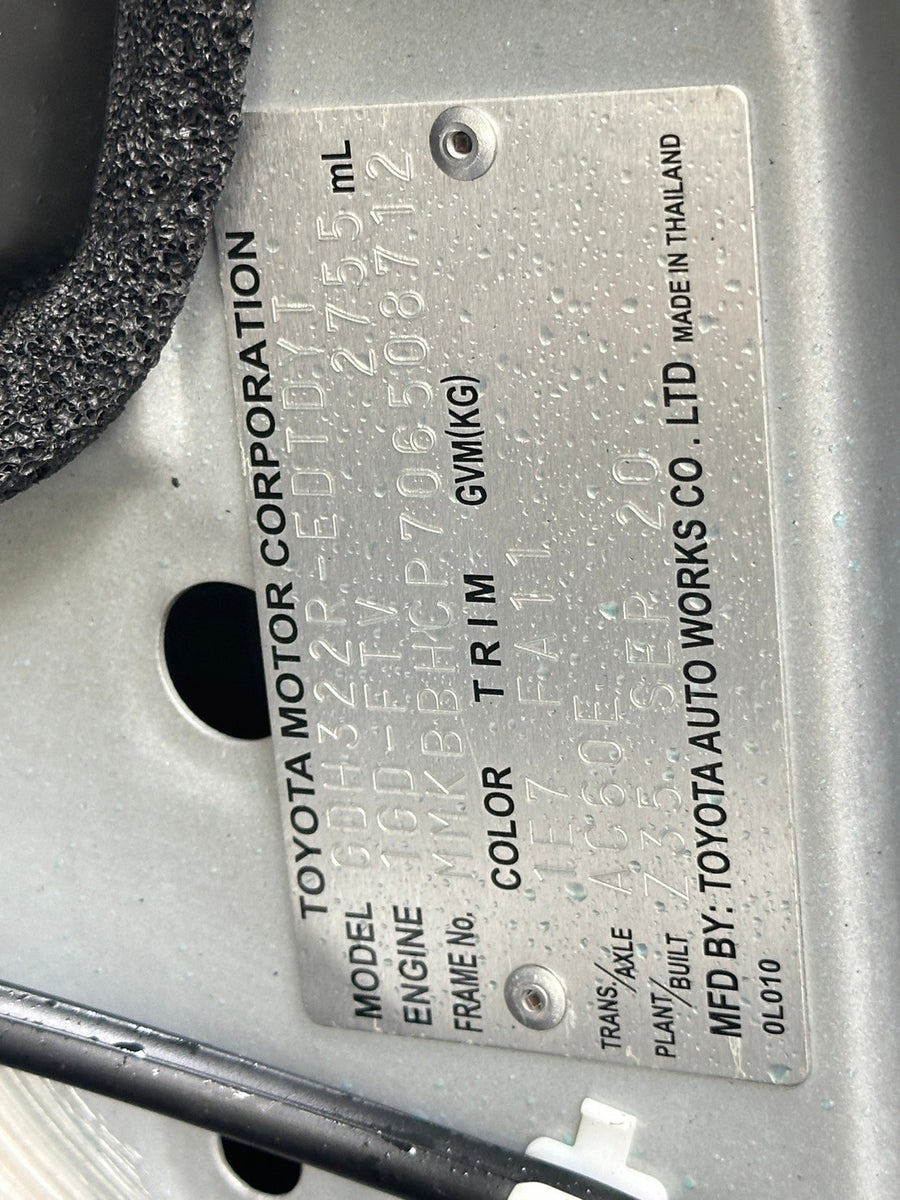 TOYOTA MOTOR CORPORATION
MODEL GDH322R-EDTDYT
ENGINE 1GD-FTV 2755 mL
FRAME No. MMKBBHCP706508712
COLOR TRIM GVM(KG)
1E7 FA11
TRANS./AXLE AC60E
PLANT/BUILT Z35. SEP 20
MFD BY: TOYOTA AUTO WORKS CO. LTD MADE IN THAILAND
0L010